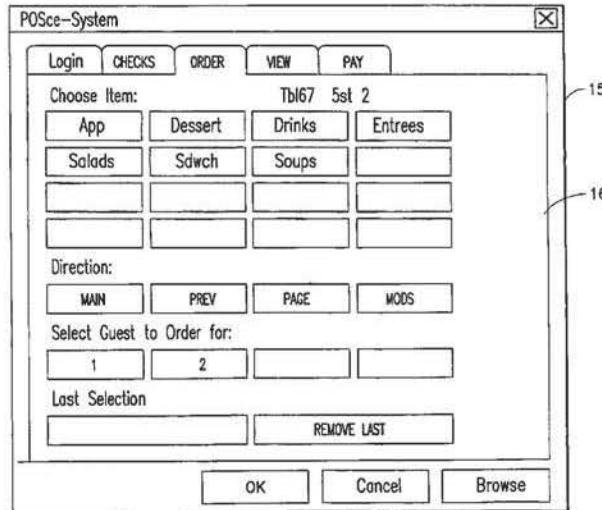 POSce-System
Login CHECKS ORDER VIEW PAY
Choose Item: Tbl67 5st 2
App Dessert Drinks Entrees
Salads Sdwch Soups
Direction:
MAIN PREV PAGE MODS
Select Guest to Order for:
1 2
Last Selection
REMOVE LAST
OK Cancel Browse
15
16